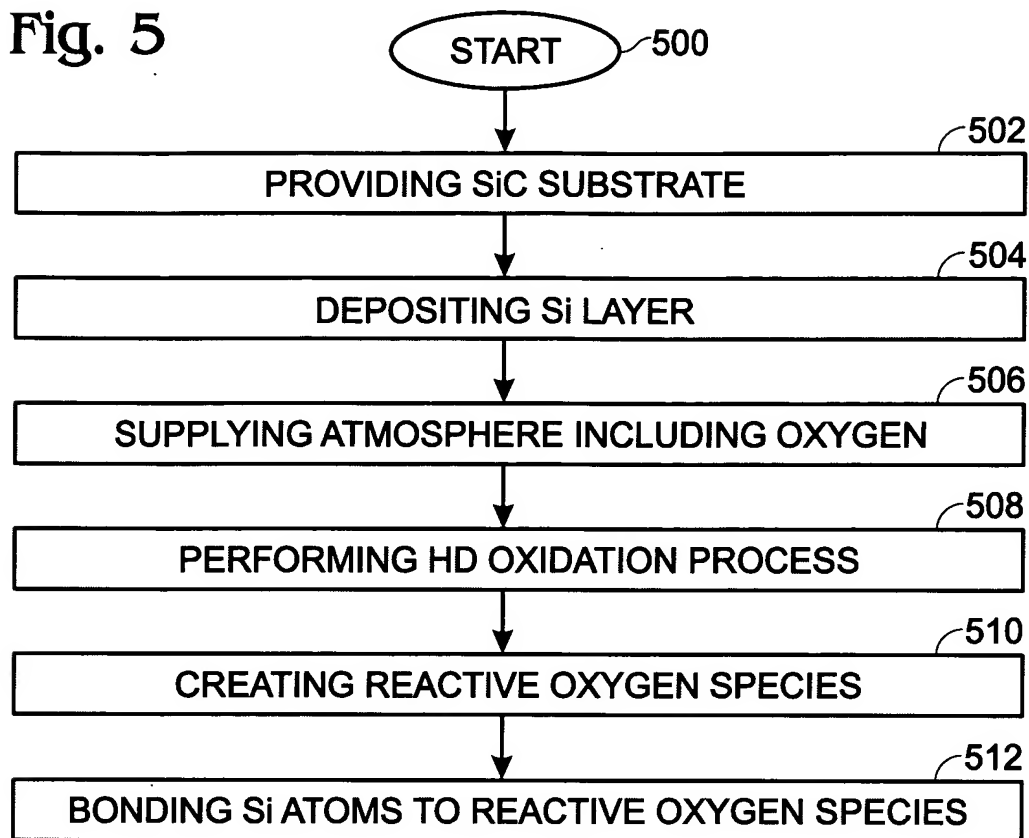 Fig. 5
START
500
502
PROVIDING SiC SUBSTRATE
504
DEPOSITING Si LAYER
506
SUPPLYING ATMOSPHERE INCLUDING OXYGEN
508
PERFORMING HD OXIDATION PROCESS
510
CREATING REACTIVE OXYGEN SPECIES
512
BONDING Si ATOMS TO REACTIVE OXYGEN SPECIES